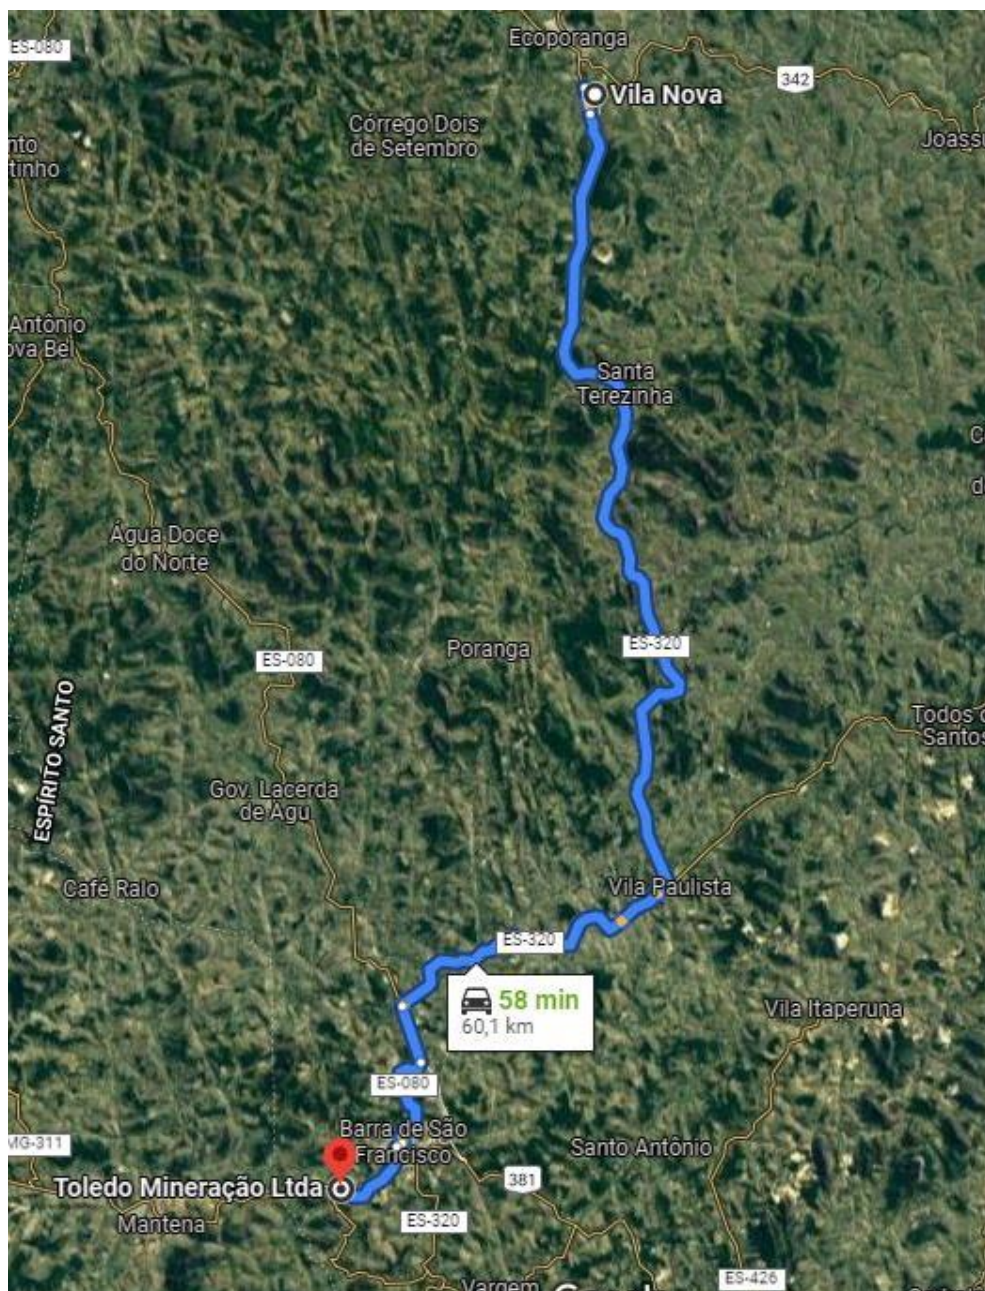 Ecoporanga
ES-080
342
Vila Nova
Córrego Dois
de Setembro
Joass
nto
tinho
Antônio
ova Bel
Santa
Terezinha
Água Doce
do Norte
ES-320
Poranga
ES-080
ESPÍRITO SANTO
Todos
Santos
Gov. Lacerda
de Agu
Café Ralo
Vila Paulista
ES-320
58 min
60,1 km
Vila Itaperuna
ES-080
Barra de São
Francisco
MG-311
Santo Antônio
381
Toledo Mineração Ltda
Mantena
ES-320
ES-426
Vargem